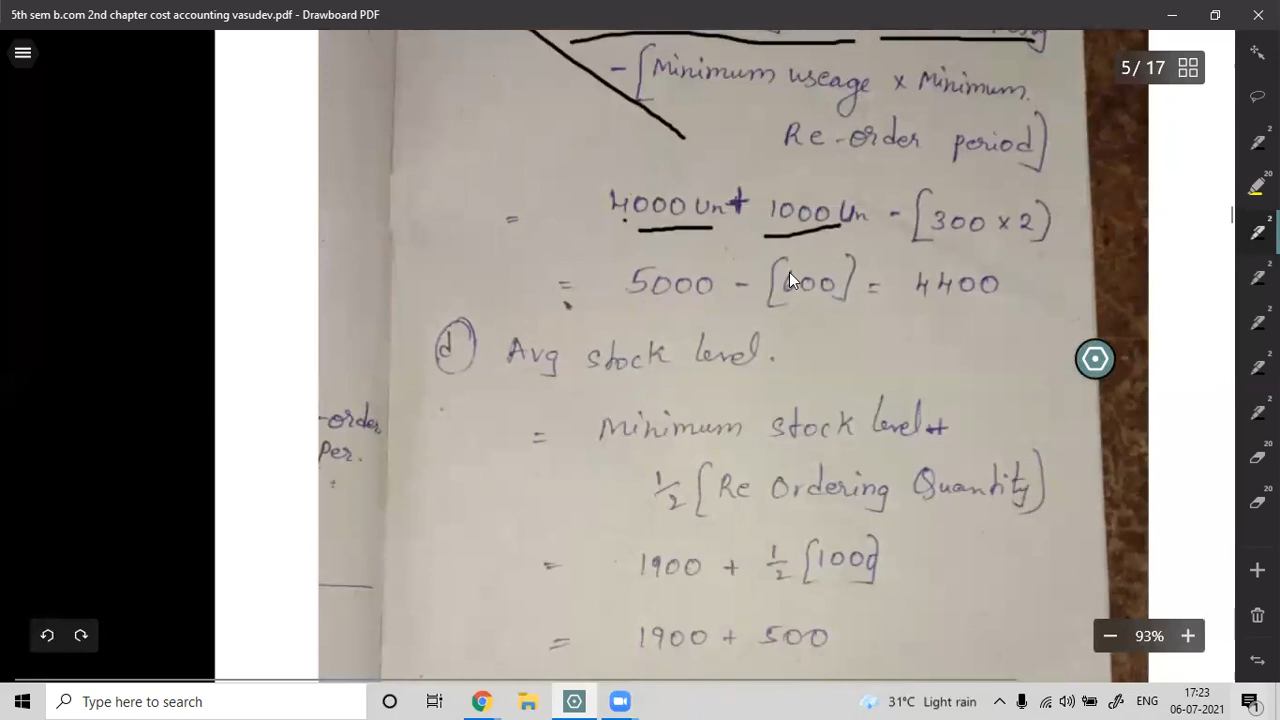 5th sem b.com 2nd chapter cost accounting vasudev.pdf - Drawboard PDF
5 / 17
- [Minimum useage x Minimum.
Re-order period]
= 4000 Un + 1000 Un - [300 x 2]
= 5000 - [600] = 4400
(d) Avg stock level.
= Minimum stock level +
1/2 [Re Ordering Quantity]
= 1900 + 1/2 [1000]
= 1900 + 500
-order
Per.
93%
Type here to search
31°C Light rain
ENG
17:23
06-07-2021